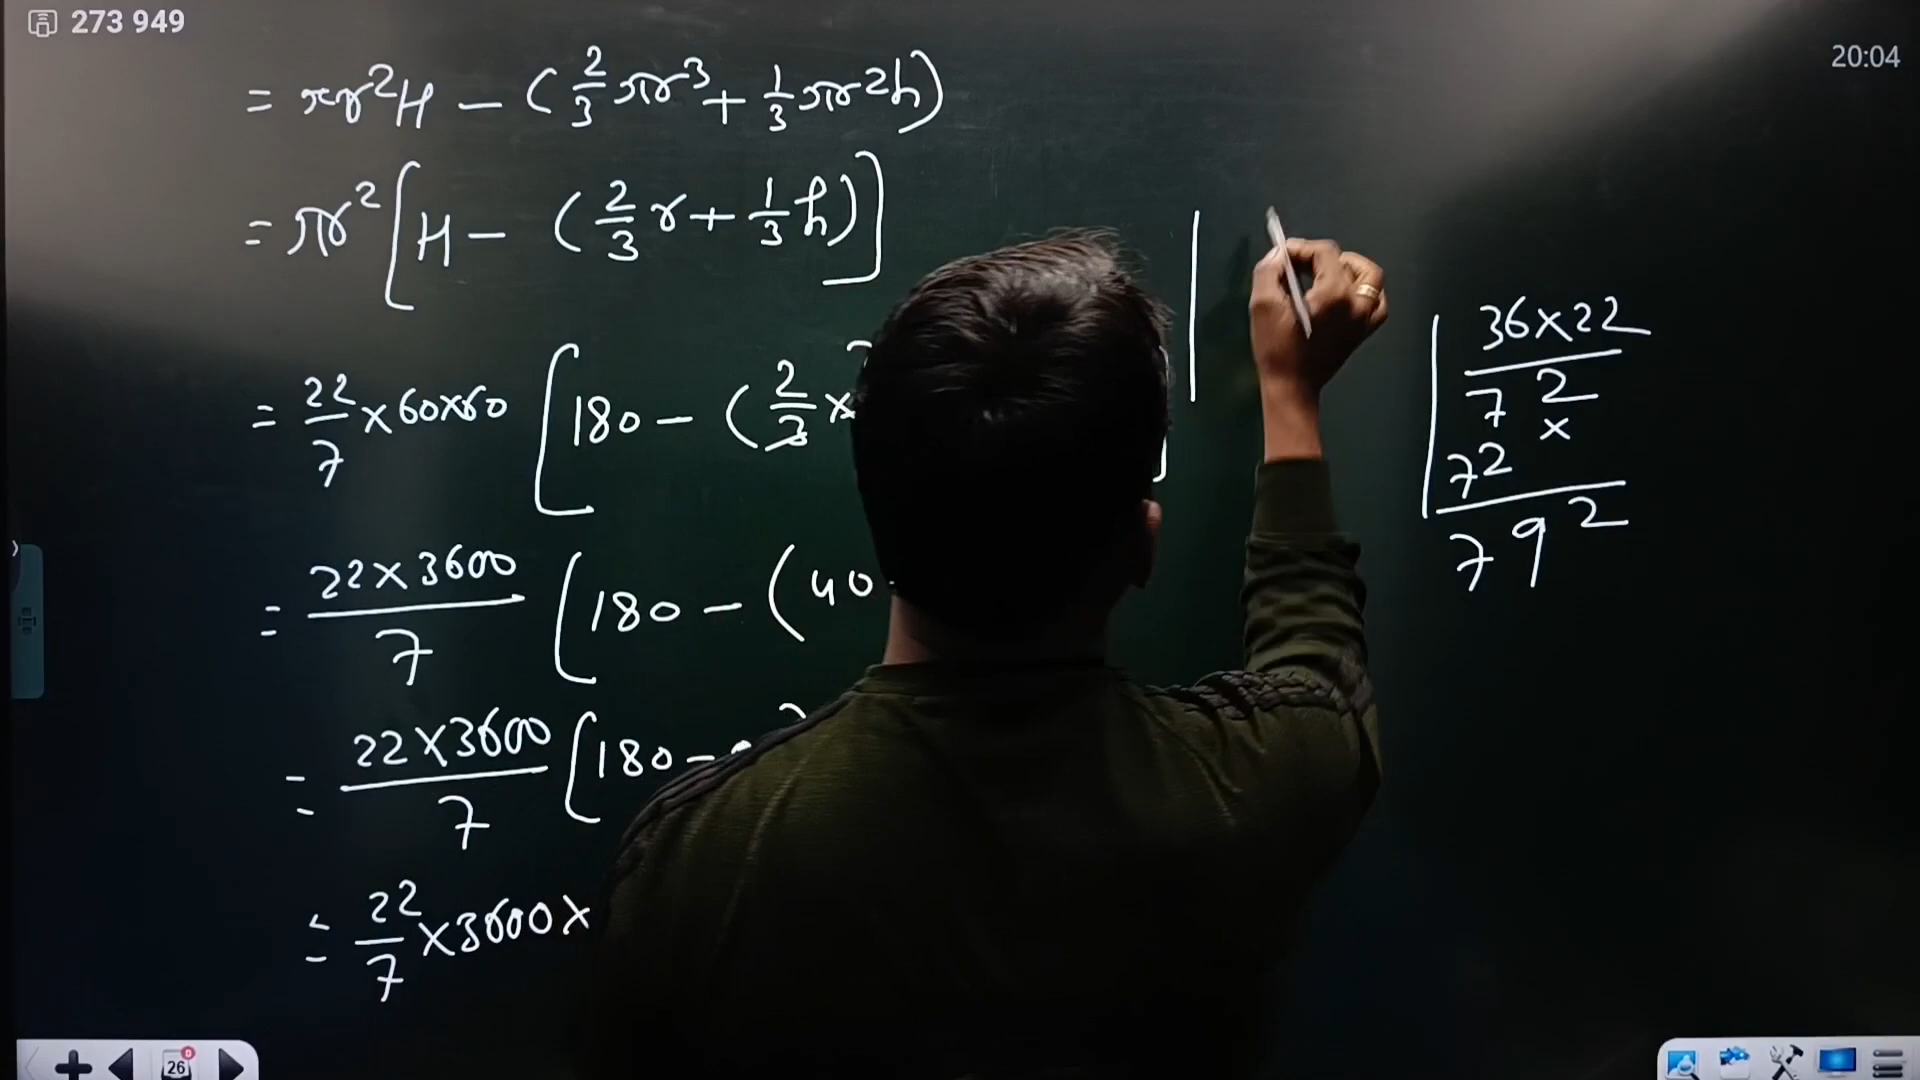 273 949
20:04
= πr²H - (2/3 πr³ + 1/3 πr²h)
= πr² [H - (2/3 r + 1/3 h)]
= 22/7 × 60×60 [180 - (2/3 ×
= 22×3600/7 [180 - (40
= 22×3600/7 [180 -
= 22/7 × 3600 ×
36×22
72
72×
792
26